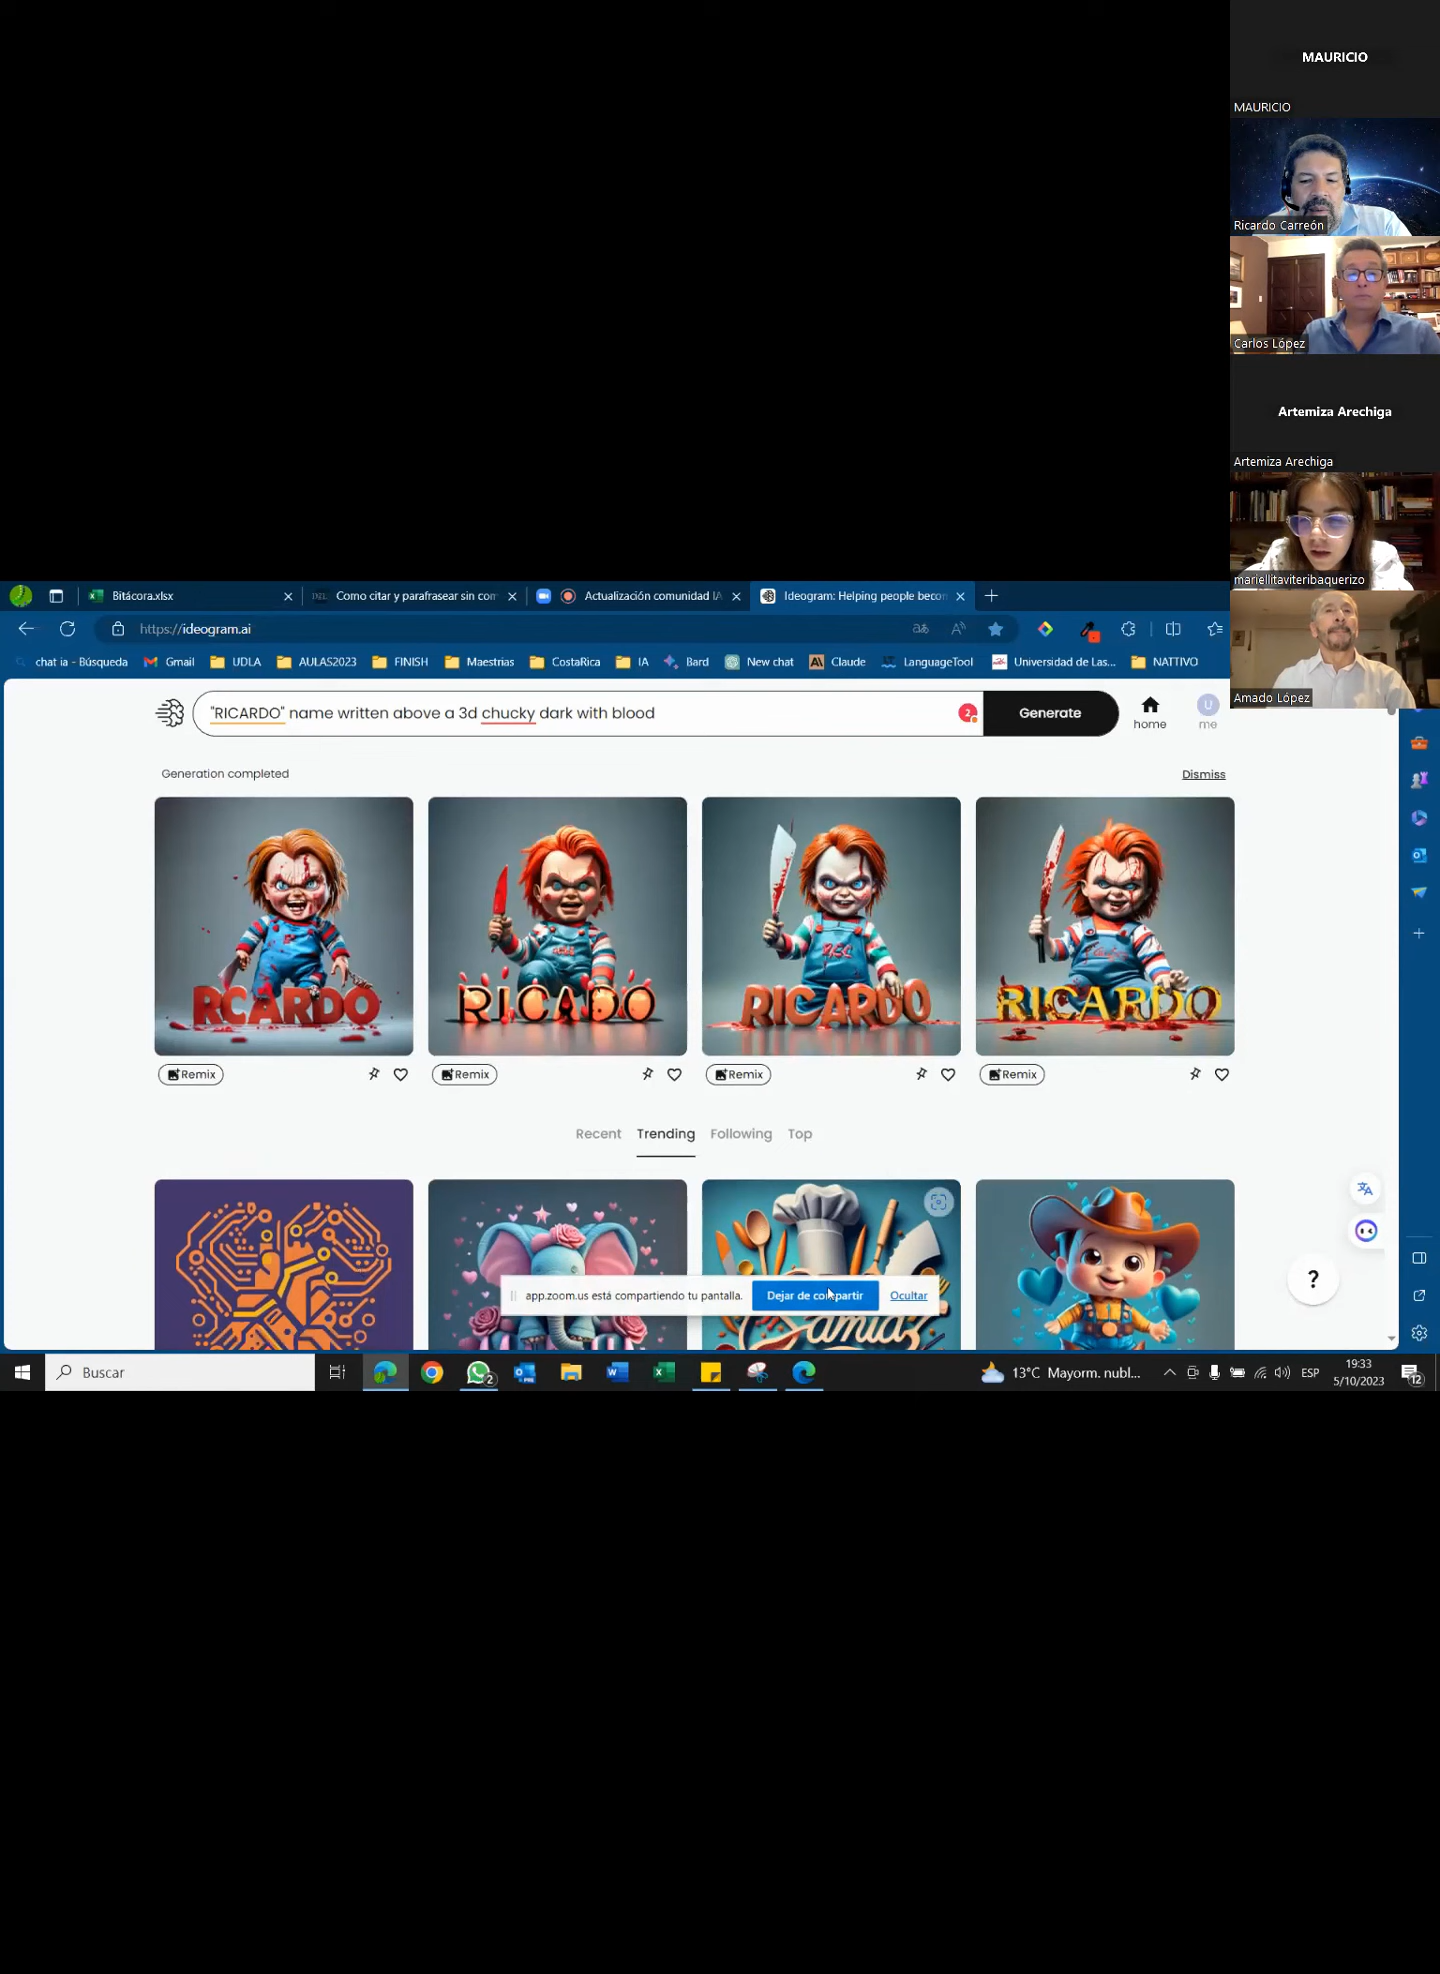 MAURICIO
MAURICIO
Ricardo Carreón
Carlos López
Artemiza Arechiga
Artemiza Arechiga
mariellitaviteribaquerizo
Amado López
Bitácora.xlsx
Como citar y parafrasear sin com
Actualización comunidad IA
Ideogram: Helping people becon
https://ideogram.ai
chat ia - Búsqueda
Gmail
UDLA
AULAS2023
FINISH
Maestrias
CostaRica
IA
Bard
New chat
Claude
LanguageTool
Universidad de Las...
NATTIVO
"RICARDO" name written above a 3d chucky dark with blood
2
Generate
home
U
me
Generation completed
Dismiss
RCARDO
RICADO
RICARDO
RICARDO
Remix
Remix
Remix
Remix
Recent Trending Following Top
app.zoom.us está compartiendo tu pantalla.
Dejar de compartir
Ocultar
?
Buscar
2
13°C Mayorm. nubl...
ESP
19:33
5/10/2023
12